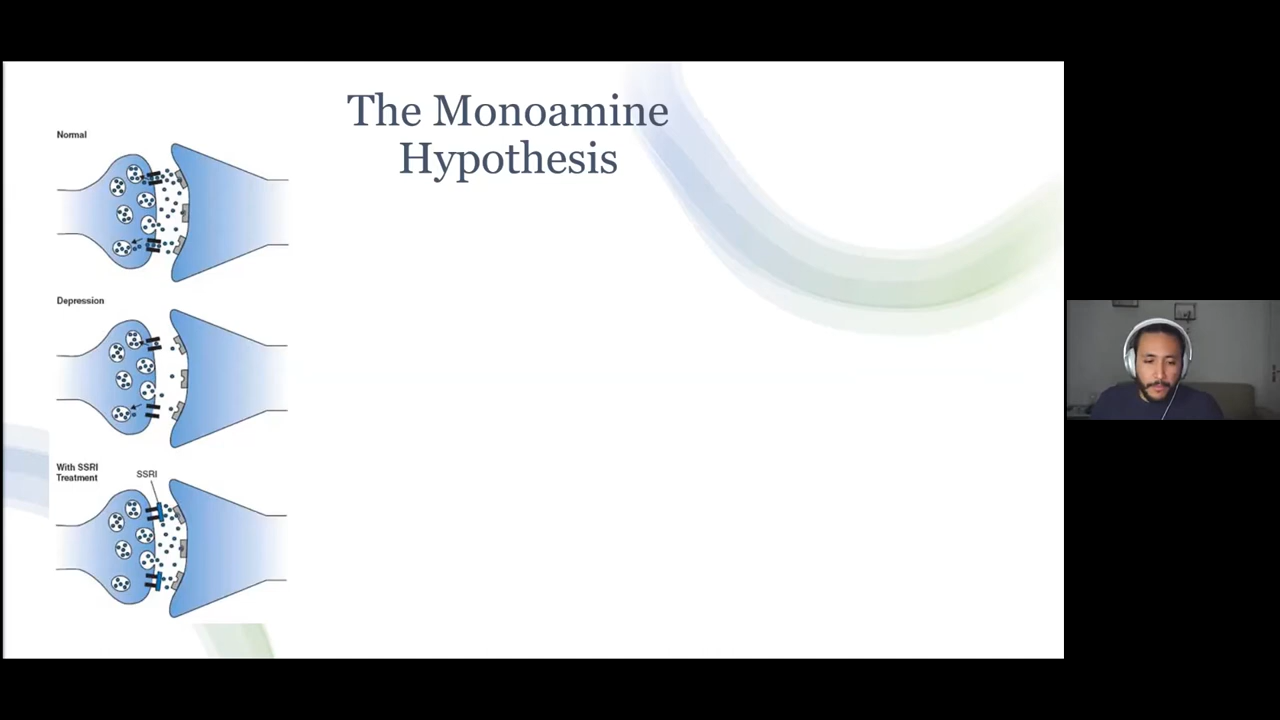 The Monoamine
Hypothesis
Normal
Depression
With SSRI
Treatment
SSRI